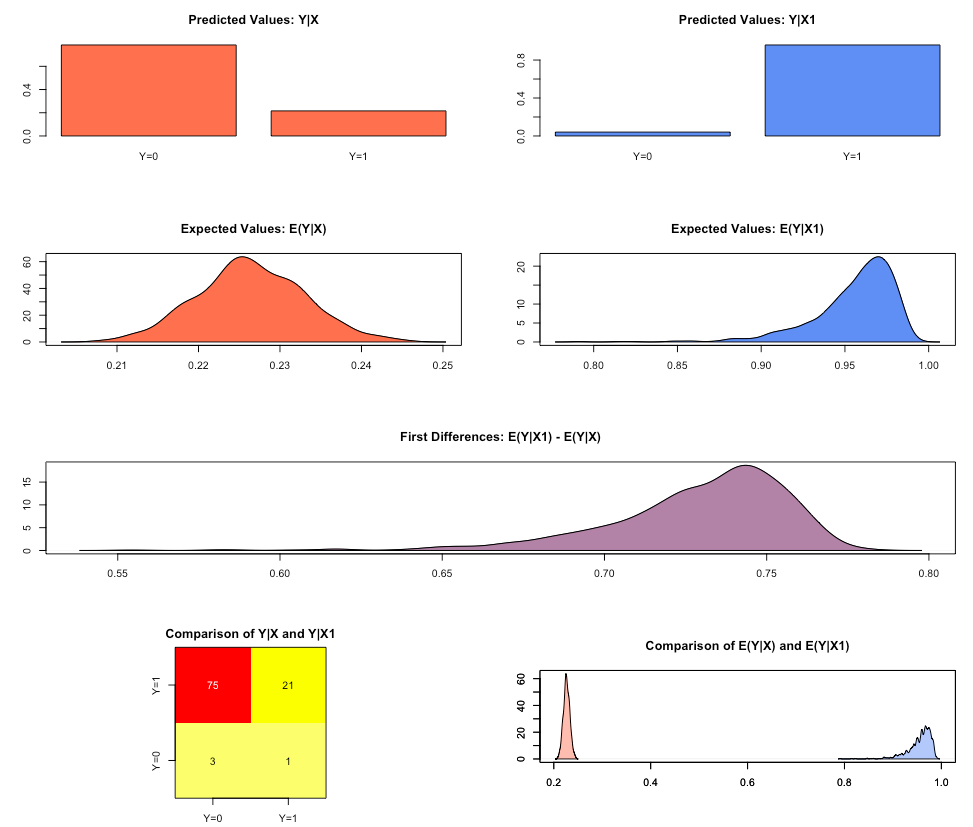 Predicted Values: Y|X
Predicted Values: Y|X1
0.0 0.4
Y=0 Y=1
0.0 0.4 0.8
Y=0 Y=1
Expected Values: E(Y|X)
Expected Values: E(Y|X1)
0 20 40 60
0.21 0.22 0.23 0.24 0.25
0 5 10 20
0.80 0.85 0.90 0.95 1.00
First Differences: E(Y|X1) - E(Y|X)
0 5 10 15
0.55 0.60 0.65 0.70 0.75 0.80
Comparison of Y|X and Y|X1
Y=1 75 21
Y=0 3 1
Y=0 Y=1
Comparison of E(Y|X) and E(Y|X1)
0 20 40 60
0.2 0.4 0.6 0.8 1.0